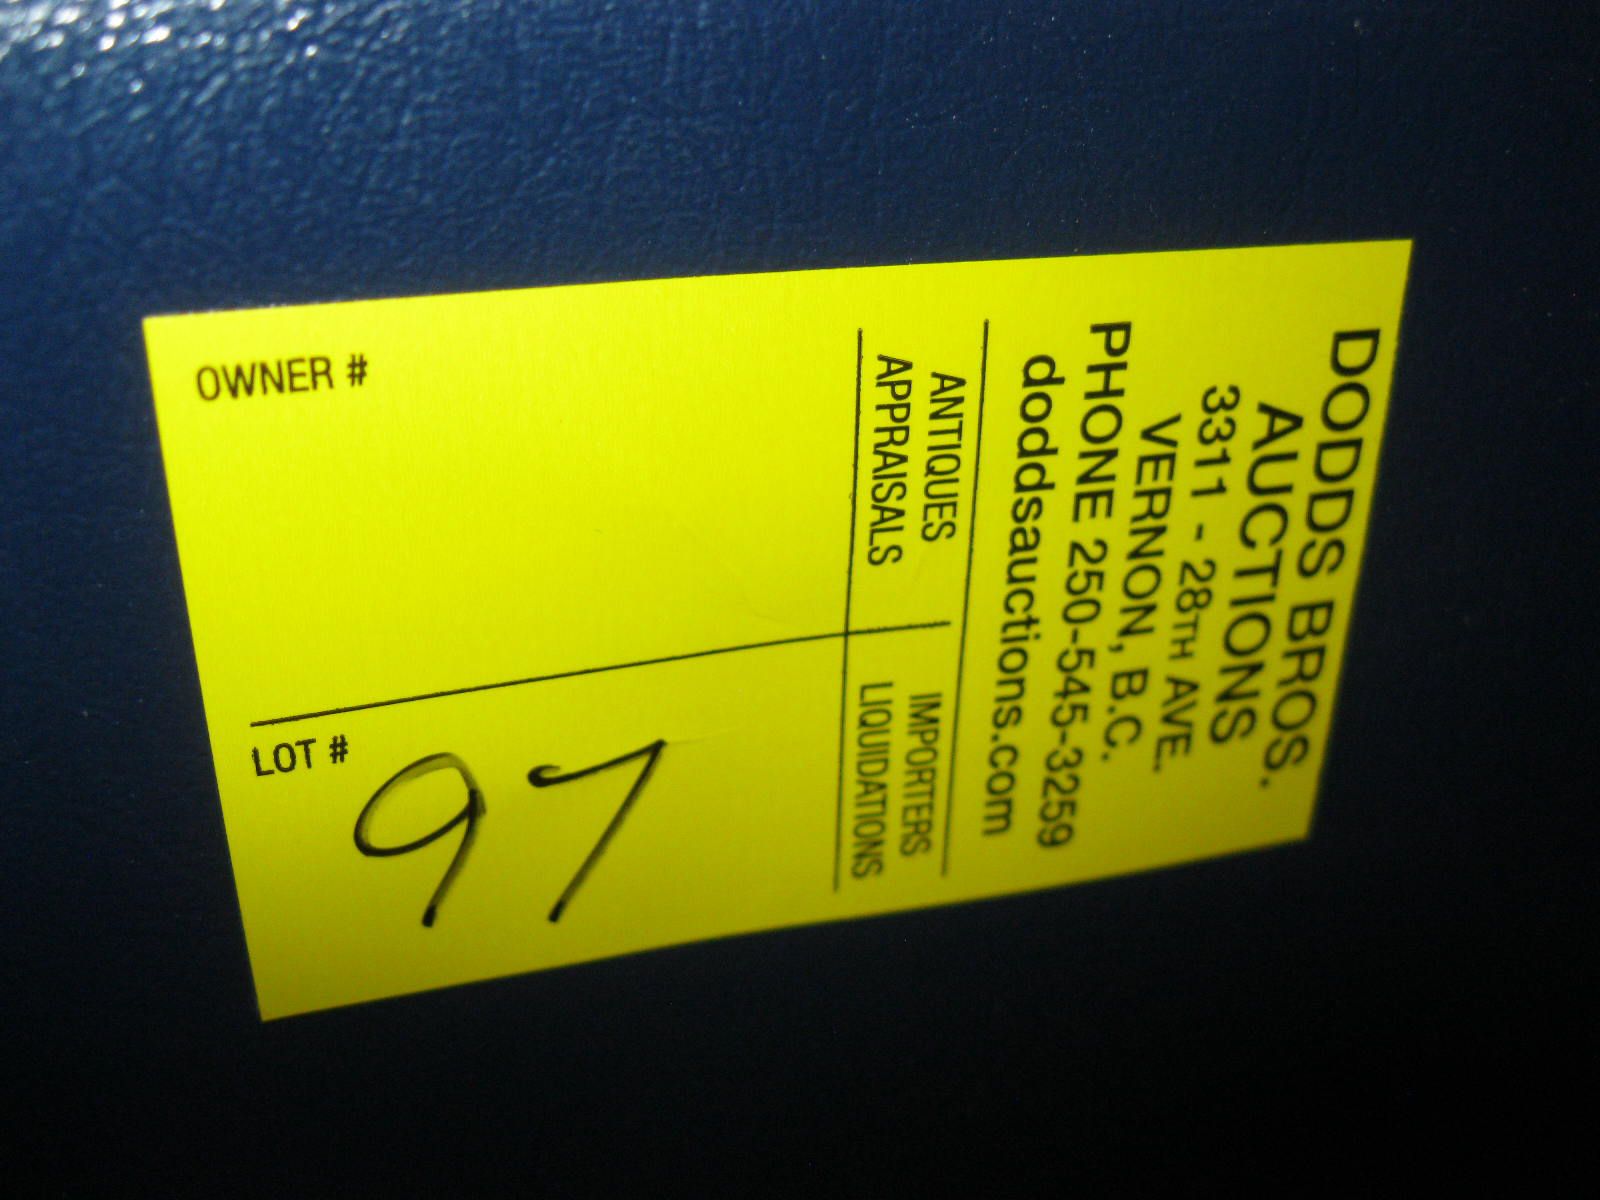 DODDS BROS.
AUCTIONS
3311 - 28TH AVE.
VERNON, B.C.
PHONE 250-545-3259
doddsauctions.com
ANTIQUES
APPRAISALS
IMPORTERS
LIQUIDATIONS
OWNER #
LOT # 97